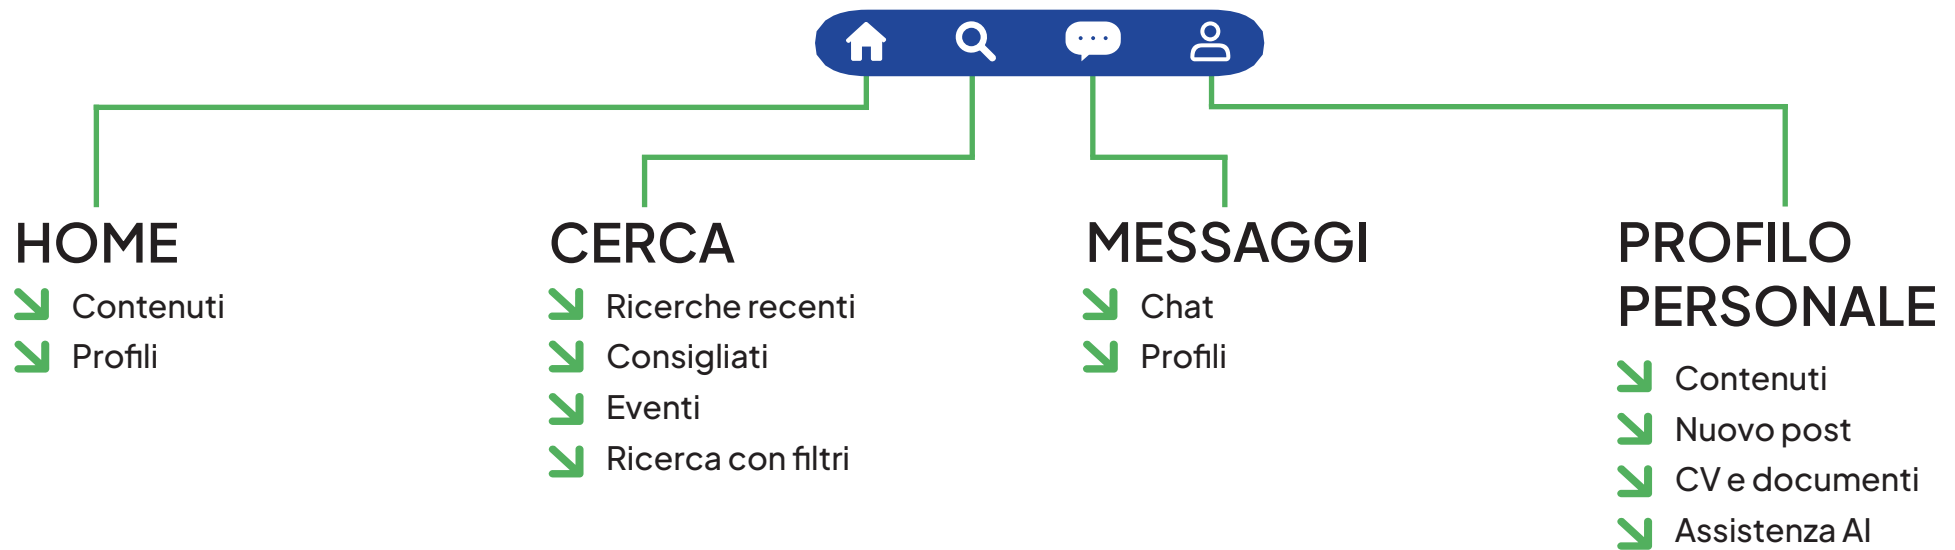 HOME
Contenuti
Profili
CERCA
Ricerche recenti
Consigliati
Eventi
Ricerca con filtri
MESSAGGI
Chat
Profili
PROFILO
PERSONALE
Contenuti
Nuovo post
CV e documenti
Assistenza AI